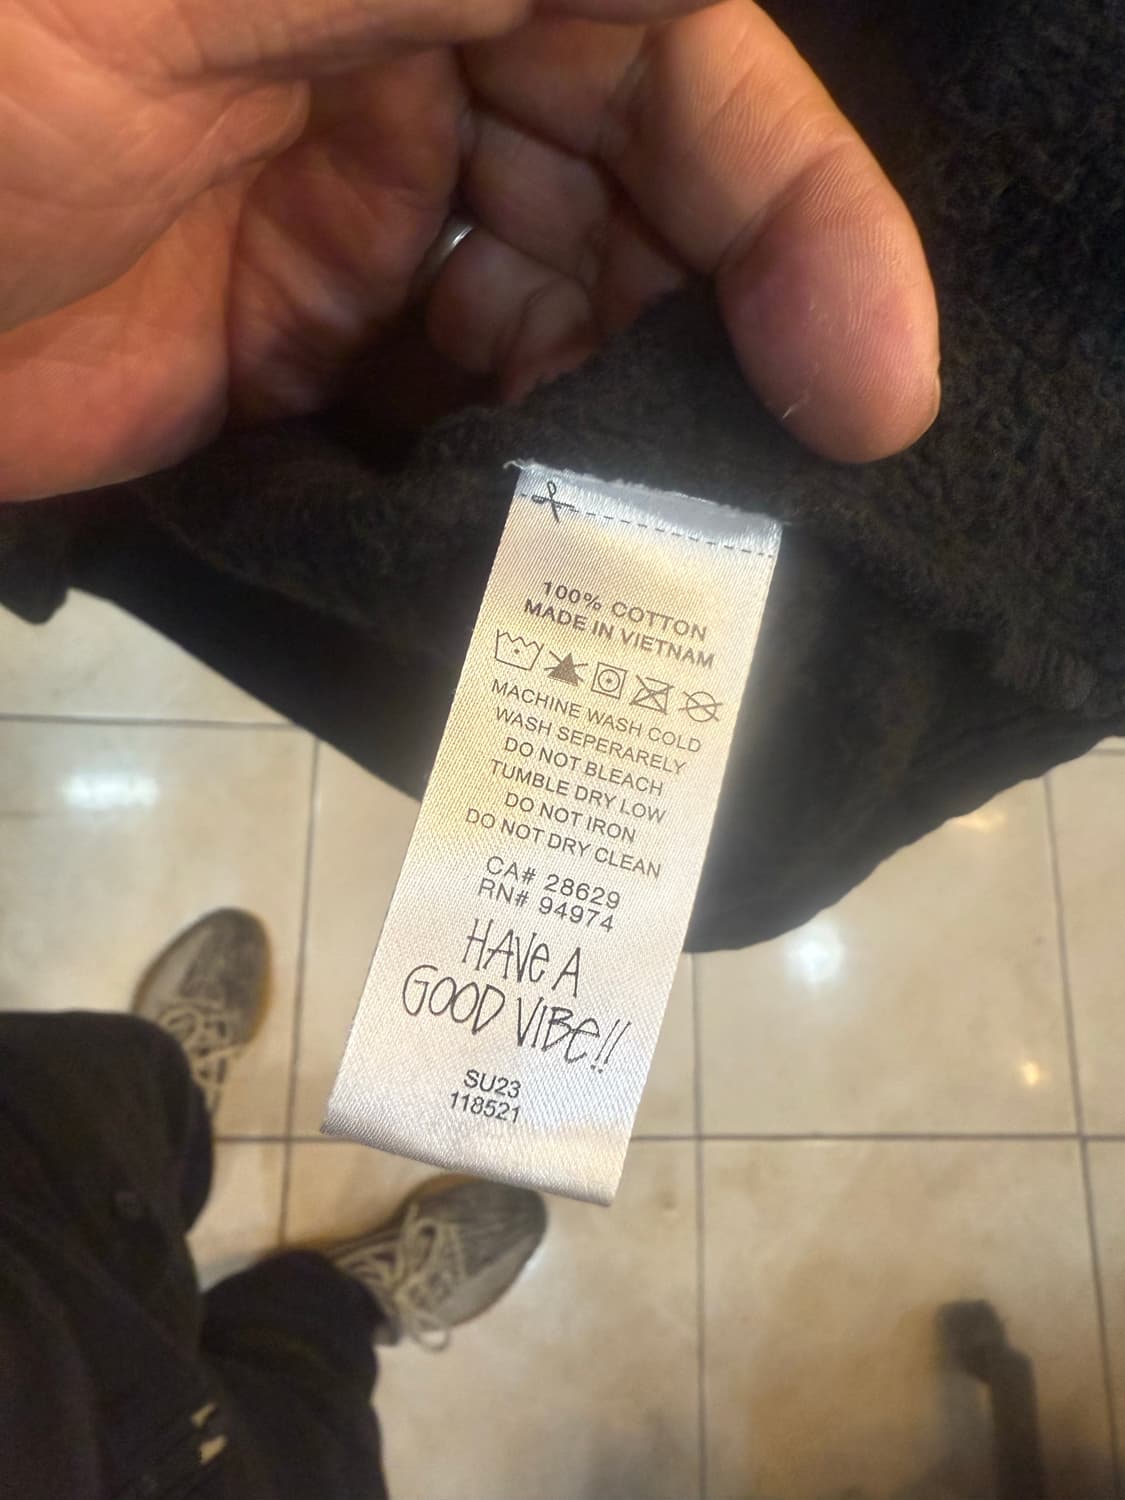 100% COTTON
MADE IN VIETNAM
MACHINE WASH COLD
WASH SEPERARELY
DO NOT BLEACH
TUMBLE DRY LOW
DO NOT IRON
DO NOT DRY CLEAN
CA# 28629
RN# 94974
HAVE A
GOOD VIBE!!
SU23
118521